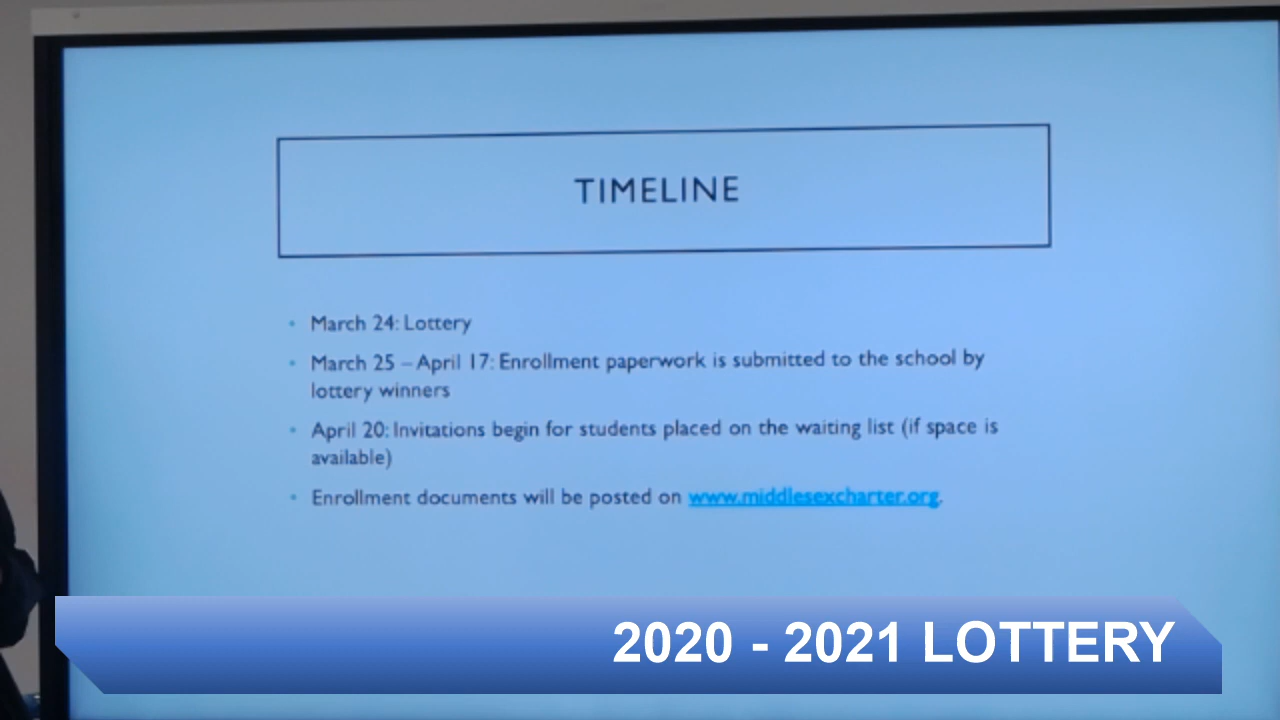 TIMELINE
• March 24: Lottery
• March 25 – April 17: Enrollment paperwork is submitted to the school by
lottery winners
• April 20: Invitations begin for students placed on the waiting list (if space is
available)
• Enrollment documents will be posted on www.middlesexcharter.org.
2020 - 2021 LOTTERY